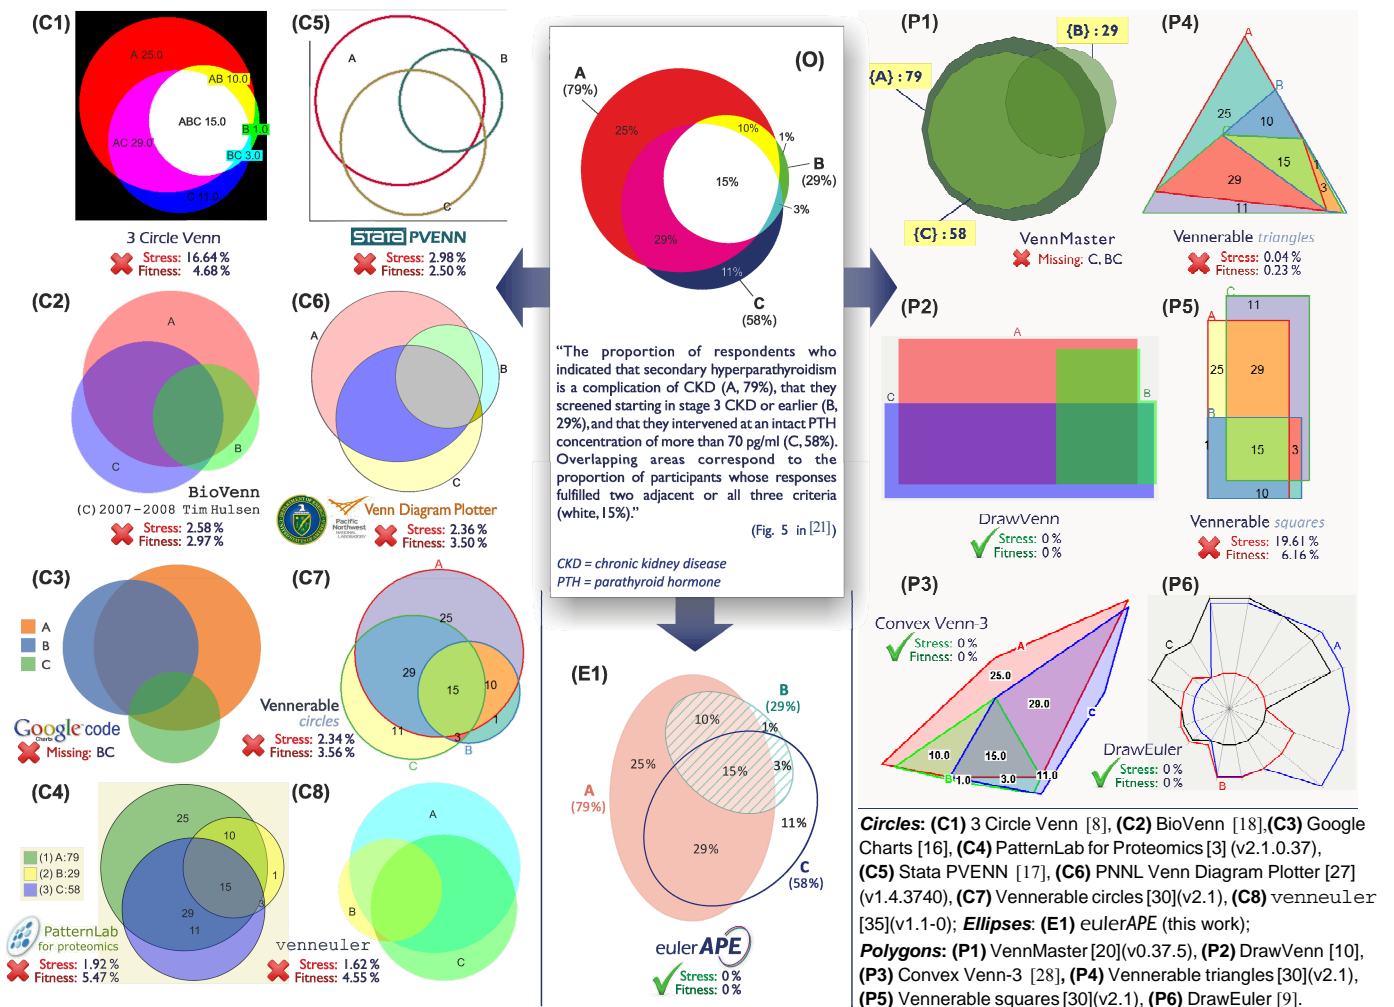 (C1)
A 25.0
AB 10.0
ABC 15.0
B 1.0
AC 29.0
BC 3.0
C 11.0
3 Circle Venn
Stress: 16.64 %
Fitness: 4.68 %
(C5)
A
B
C
STATA PVENN
Stress: 2.98 %
Fitness: 2.50 %
(C2)
A
B
C
BioVenn
(C) 2007-2008 Tim Hulsen
Stress: 2.58 %
Fitness: 2.97 %
(C6)
A
B
C
Pacific Northwest
NATIONAL LABORATORY
Venn Diagram Plotter
Stress: 2.36 %
Fitness: 3.50 %
(C3)
A
B
C
Google code
Charts
Missing: BC
(C7)
A
25
29
15
10
1
11
3
B
C
Vennerable
circles
Stress: 2.34 %
Fitness: 3.56 %
(C4)
25
10
15
1
3
29
11
(1) A:79
(2) B:29
(3) C:58
PatternLab
for proteomics
Stress: 1.92 %
Fitness: 5.47 %
(C8)
A
B
C
venneuler
Stress: 1.62 %
Fitness: 4.55 %
(O)
A
(79%)
25%
10%
1%
B
(29%)
15%
3%
29%
11%
C
(58%)
“The proportion of respondents who
indicated that secondary hyperparathyroidism
is a complication of CKD (A, 79%), that they
screened starting in stage 3 CKD or earlier (B,
29%), and that they intervened at an intact PTH
concentration of more than 70 pg/ml (C, 58%).
Overlapping areas correspond to the
proportion of participants whose responses
fulfilled two adjacent or all three criteria
(white, 15%).”
(Fig. 5 in [21])
CKD = chronic kidney disease
PTH = parathyroid hormone
(E1)
B
(29%)
10%
1%
25%
15%
3%
A
(79%)
11%
29%
C
(58%)
eulerAPE
Stress: 0 %
Fitness: 0 %
(P1)
{B} : 29
{A} : 79
{C} : 58
VennMaster
Missing: C, BC
(P4)
A
B
25
10
C
15
1
29
3
11
Vennerable triangles
Stress: 0.04 %
Fitness: 0.23 %
(P2)
A
B
C
DrawVenn
Stress: 0 %
Fitness: 0 %
(P5)
C
11
A
25
29
B
1
15
3
10
Vennerable squares
Stress: 19.61 %
Fitness: 6.16 %
(P3)
Convex Venn-3
Stress: 0 %
Fitness: 0 %
A
25.0
29.0
C
10.0
15.0
B
1.0
3.0
11.0
(P6)
C
A
B
DrawEuler
Stress: 0 %
Fitness: 0 %
Circles: (C1) 3 Circle Venn [8], (C2) BioVenn [18],(C3) Google
Charts [16], (C4) PatternLab for Proteomics [3] (v2.1.0.37),
(C5) Stata PVENN [17], (C6) PNNL Venn Diagram Plotter [27]
(v1.4.3740), (C7) Vennerable circles [30](v2.1), (C8) venneuler
[35](v1.1-0); Ellipses: (E1) eulerAPE (this work);
Polygons: (P1) VennMaster [20](v0.37.5), (P2) DrawVenn [10],
(P3) Convex Venn-3 [28], (P4) Vennerable triangles [30](v2.1),
(P5) Vennerable squares [30](v2.1), (P6) DrawEuler [9].